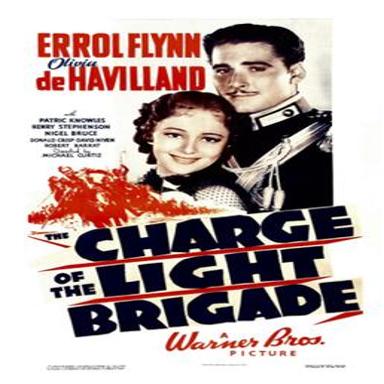 ERROL FLYNN
Olivia
de HAVILLAND
with
PATRIC KNOWLES
HENRY STEPHENSON
NIGEL BRUCE
DONALD CRISP · DAVID NIVEN
ROBERT BARRAT
Directed by
MICHAEL CURTIZ
THE CHARGE
OF THE LIGHT
BRIGADE
A
Warner Bros.
PICTURE